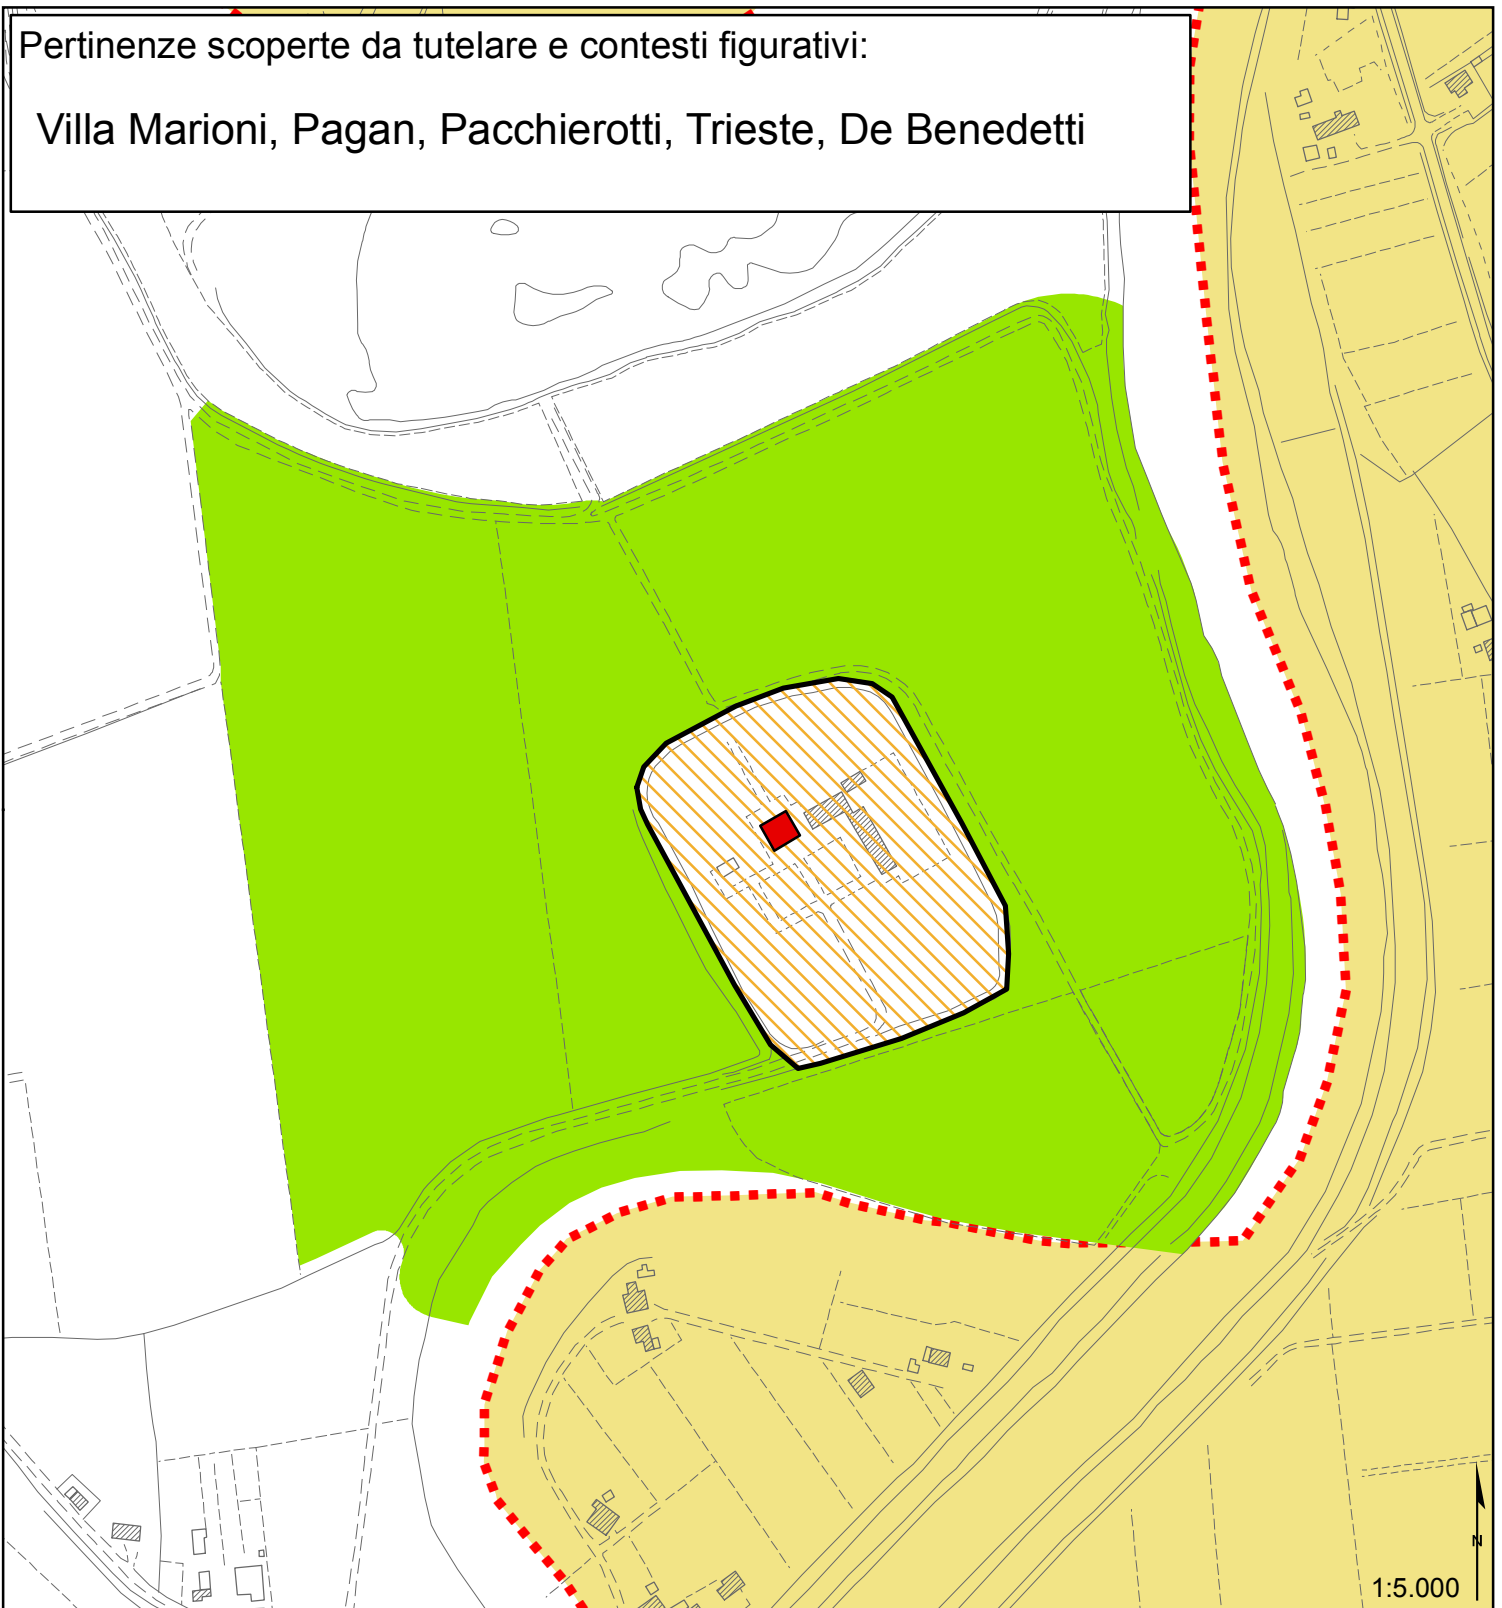 Pertinenze scoperte da tutelare e contesti figurativi:
Villa Marioni, Pagan, Pacchierotti, Trieste, De Benedetti
N
1:5.000